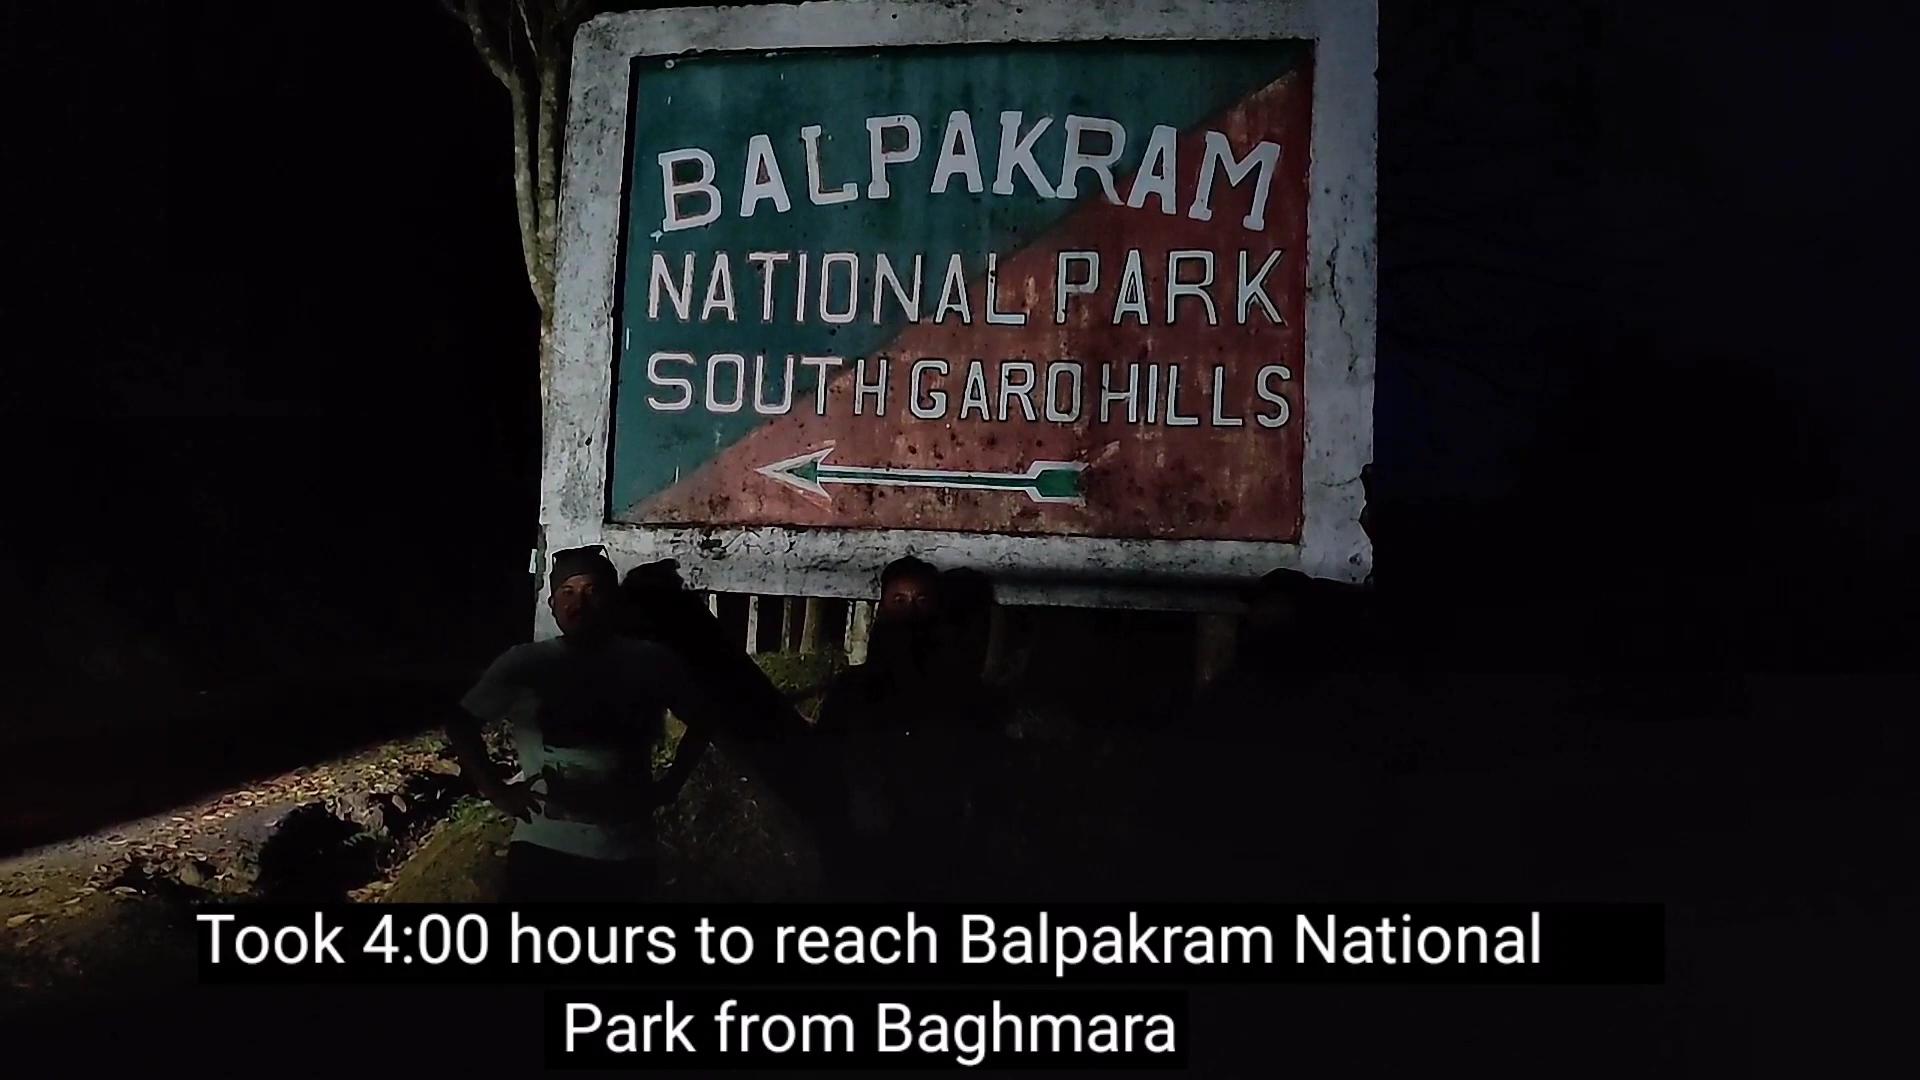 BALPAKRAM
NATIONAL PARK
SOUTH GARO HILLS
Took 4:00 hours to reach Balpakram National
Park from Baghmara